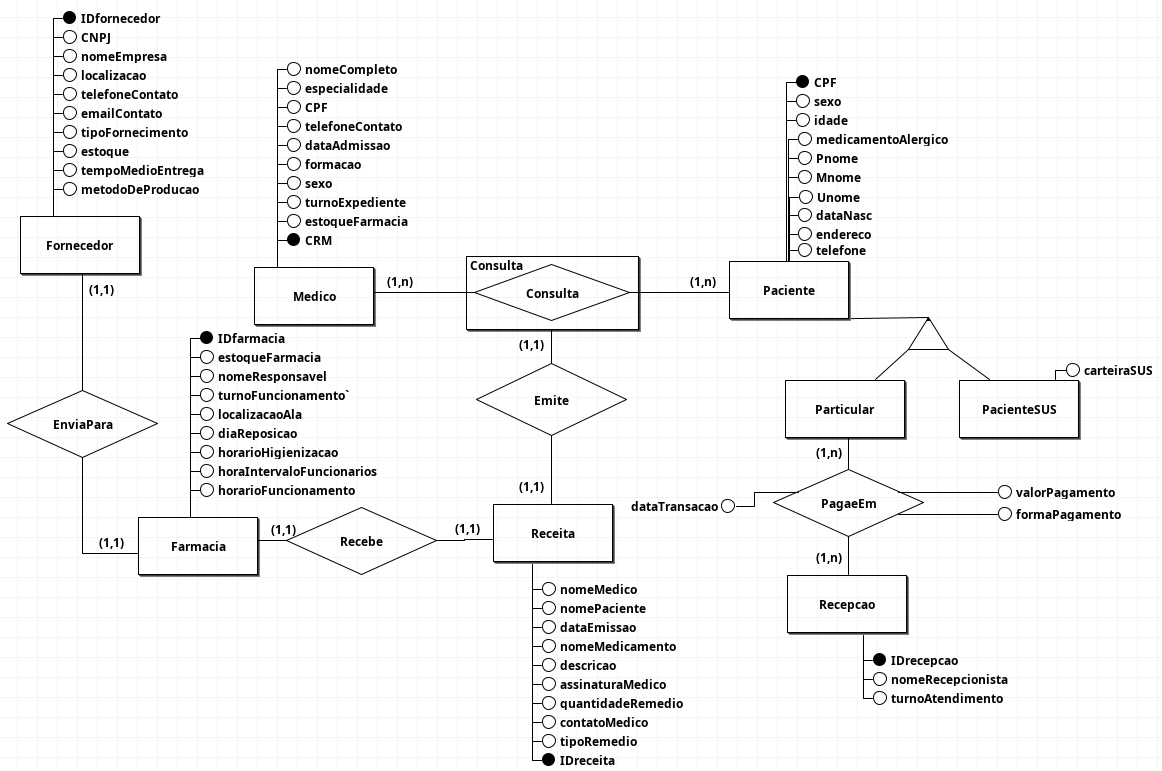 IDfornecedor
CNPJ
nomeEmpresa
localizacao
telefoneContato
emailContato
tipoFornecimento
estoque
tempoMedioEntrega
metodoDeProducao
Fornecedor
(1,1)
nomeCompleto
especialidade
CPF
telefoneContato
dataAdmissao
formacao
sexo
turnoExpediente
estoqueFarmacia
CRM
Medico
(1,n)
Consulta
Consulta
(1,n)
CPF
sexo
idade
medicamentoAlergico
Pnome
Mnome
Unome
dataNasc
endereco
telefone
Paciente
carteiraSUS
Particular
PacienteSUS
(1,n)
PagaeEm
dataTransacao
valorPagamento
formaPagamento
(1,n)
Recepcao
IDrecepcao
nomeRecepcionista
turnoAtendimento
(1,1)
Emite
(1,1)
IDfarmacia
estoqueFarmacia
nomeResponsavel
turnoFuncionamento`
localizacaoAla
diaReposicao
horarioHigienizacao
horaIntervaloFuncionarios
horarioFuncionamento
EnviaPara
(1,1)
Farmacia
(1,1)
Recebe
(1,1)
Receita
nomeMedico
nomePaciente
dataEmissao
nomeMedicamento
descricao
assinaturaMedico
quantidadeRemedio
contatoMedico
tipoRemedio
IDreceita